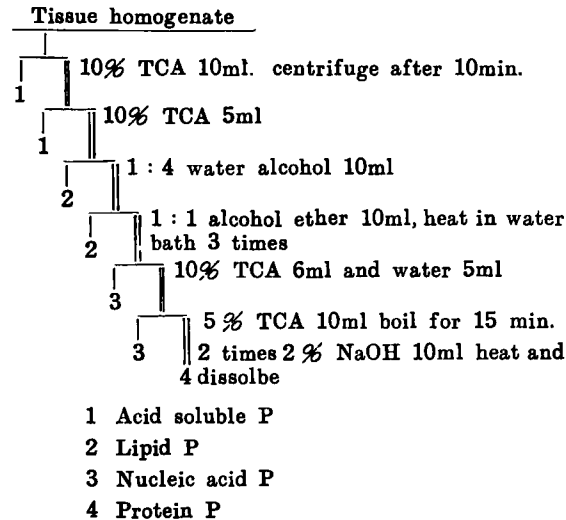 Tissue homogenate
10% TCA 10ml. centrifuge after 10min.
1
10% TCA 5ml
1
1 : 4 water alcohol 10ml
2
1 : 1 alcohol ether 10ml, heat in water
bath 3 times
2
10% TCA 6ml and water 5ml
3
5 % TCA 10ml boil for 15 min.
3
2 times 2 % NaOH 10ml heat and
4 dissolbe
1 Acid soluble P
2 Lipid P
3 Nucleic acid P
4 Protein P